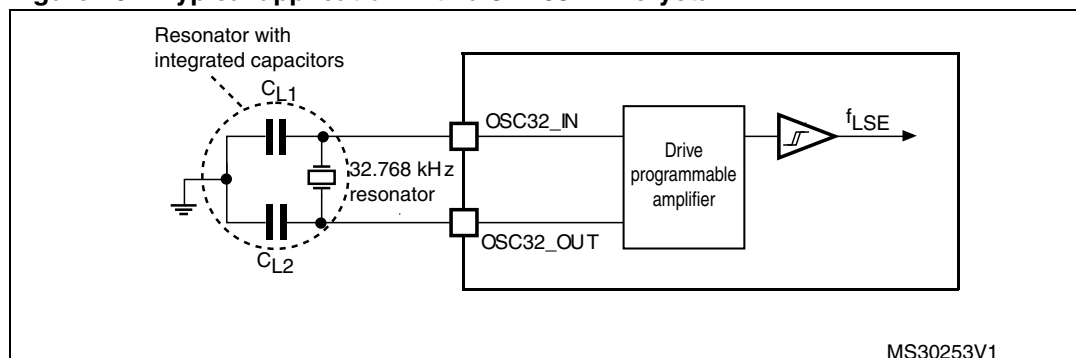 Resonator with
integrated capacitors
CL1
OSC32_IN
fLSE
Drive
programmable
amplifier
32.768 kHz
resonator
OSC32_OUT
CL2
MS30253V1